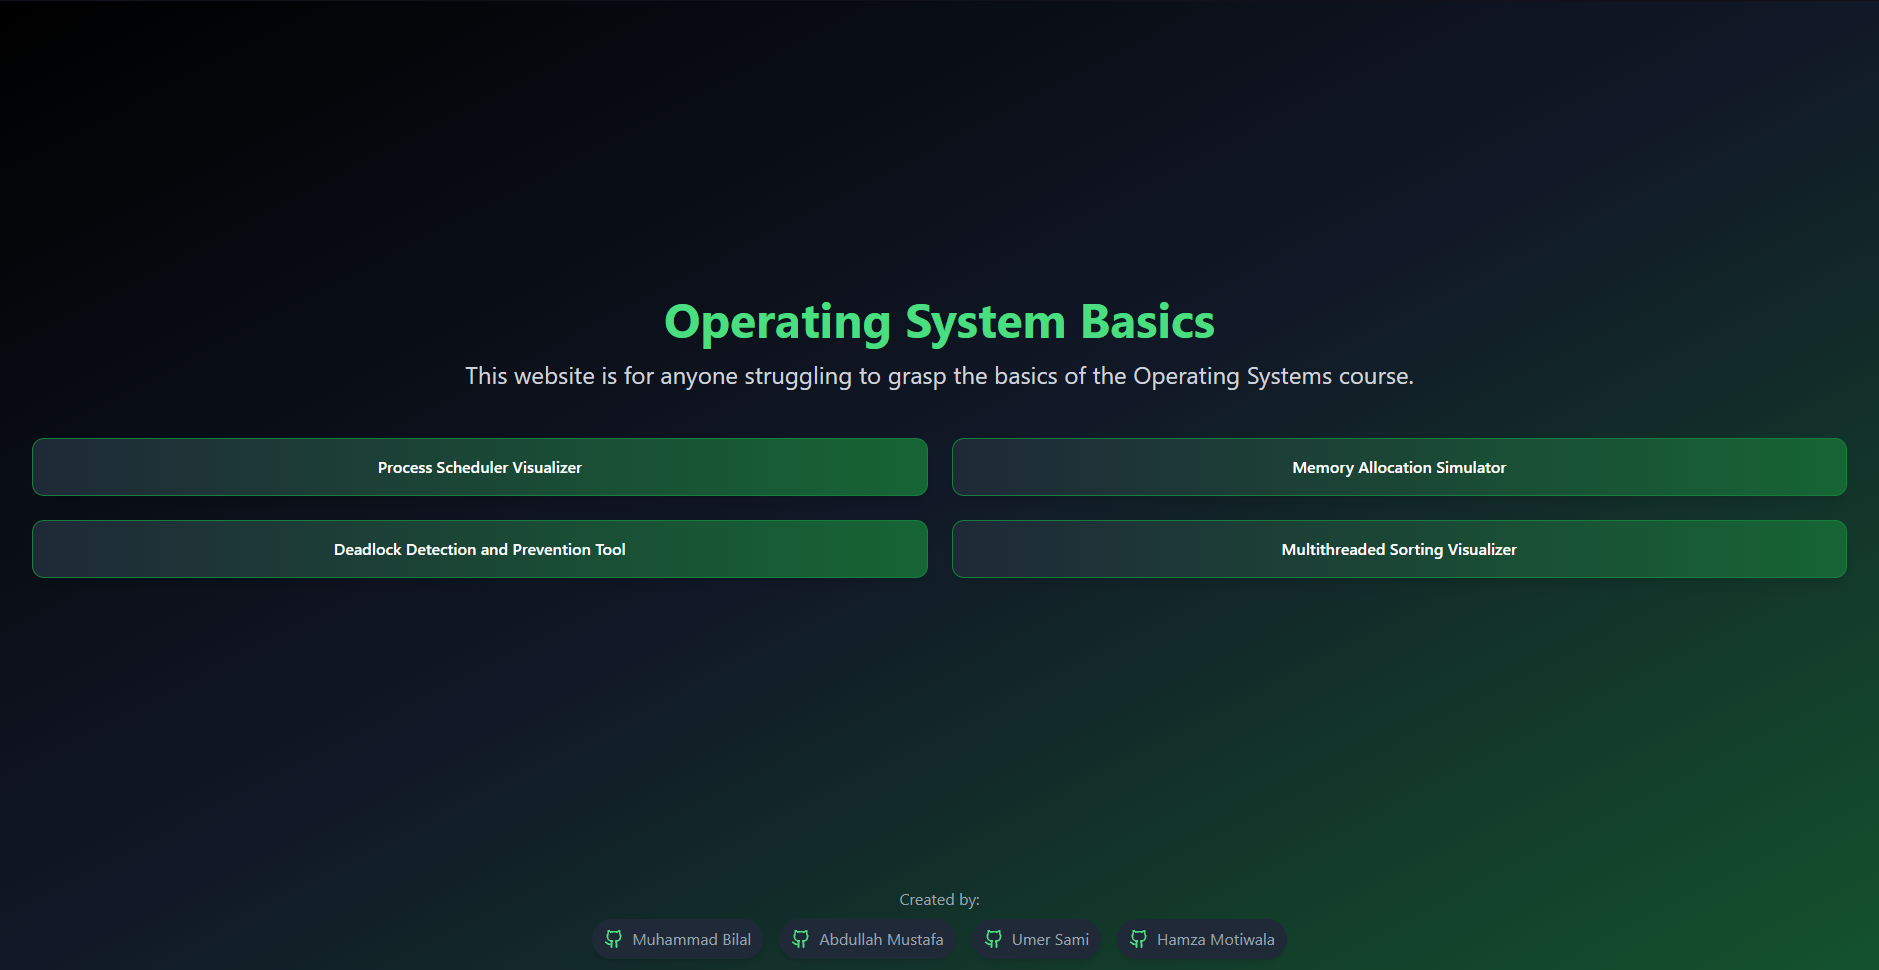 Operating System Basics
This website is for anyone struggling to grasp the basics of the Operating Systems course.
Process Scheduler Visualizer
Memory Allocation Simulator
Deadlock Detection and Prevention Tool
Multithreaded Sorting Visualizer
Created by:
Muhammad Bilal
Abdullah Mustafa
Umer Sami
Hamza Motiwala